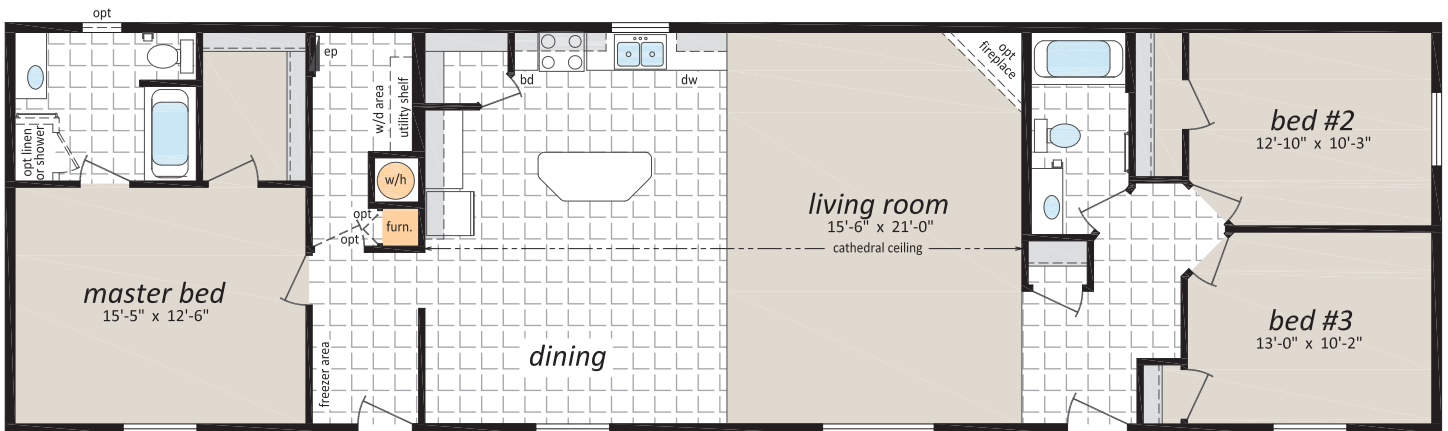 opt
opt linen
or shower
master bed
15'-5" x 12'-6"
ep
w/d area
utility shelf
w/h
opt
furn.
opt
freezer area
bd
dw
dining
opt
fireplace
living room
15'-6" x 21'-0"
cathedral ceiling
bed #2
12'-10" x 10'-3"
bed #3
13'-0" x 10'-2"